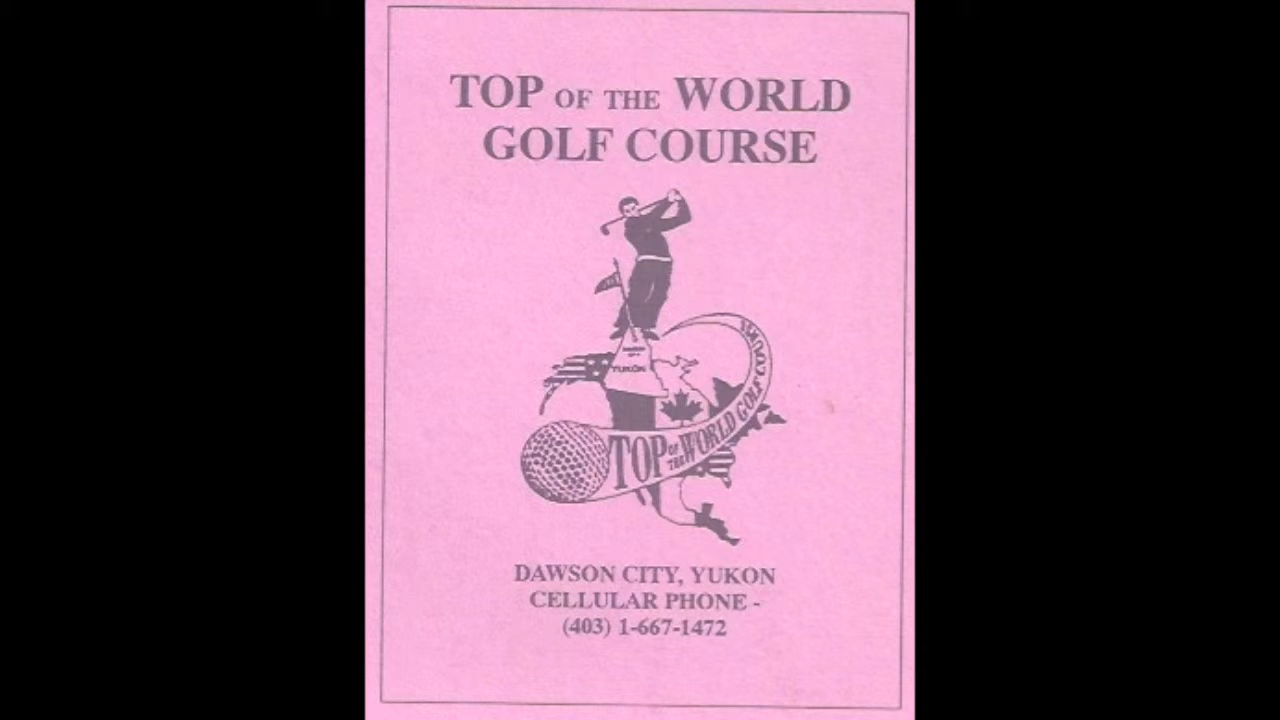 TOP OF THE WORLD
GOLF COURSE
YUKON
TOP OF THE WORLD GOLF COURSE
DAWSON CITY, YUKON
CELLULAR PHONE -
(403) 1-667-1472